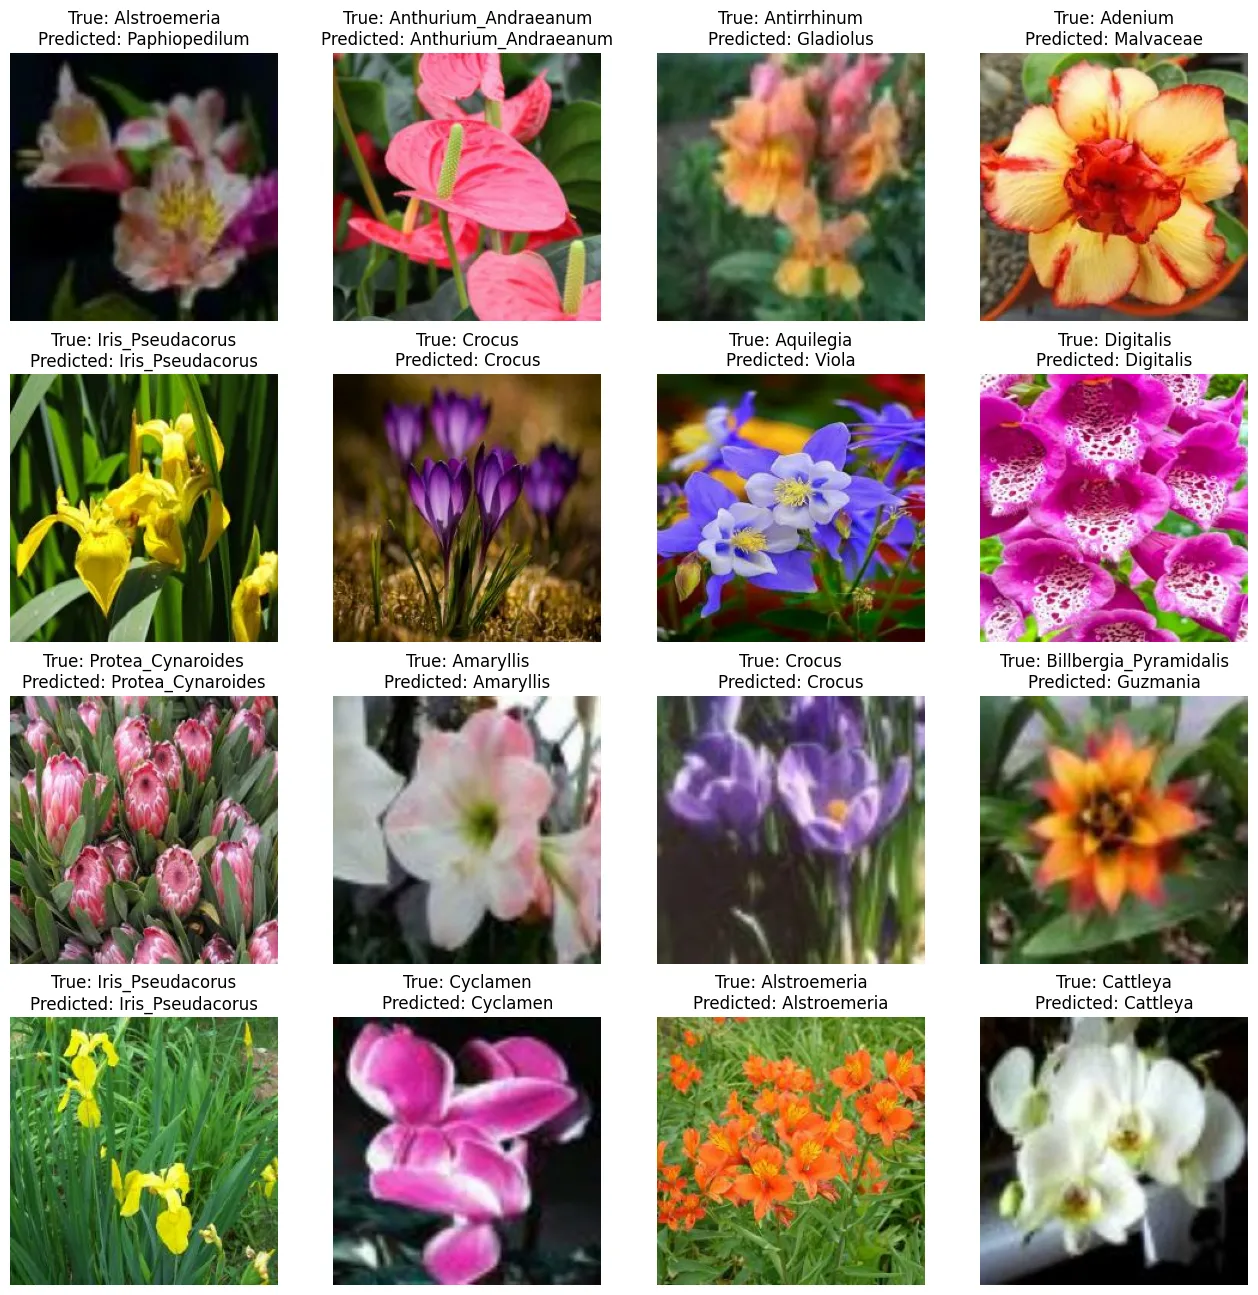 True: Alstroemeria
Predicted: Paphiopedilum
True: Anthurium_Andraeanum
Predicted: Anthurium_Andraeanum
True: Antirrhinum
Predicted: Gladiolus
True: Adenium
Predicted: Malvaceae
True: Iris_Pseudacorus
Predicted: Iris_Pseudacorus
True: Crocus
Predicted: Crocus
True: Aquilegia
Predicted: Viola
True: Digitalis
Predicted: Digitalis
True: Protea_Cynaroides
Predicted: Protea_Cynaroides
True: Amaryllis
Predicted: Amaryllis
True: Crocus
Predicted: Crocus
True: Billbergia_Pyramidalis
Predicted: Guzmania
True: Iris_Pseudacorus
Predicted: Iris_Pseudacorus
True: Cyclamen
Predicted: Cyclamen
True: Alstroemeria
Predicted: Alstroemeria
True: Cattleya
Predicted: Cattleya